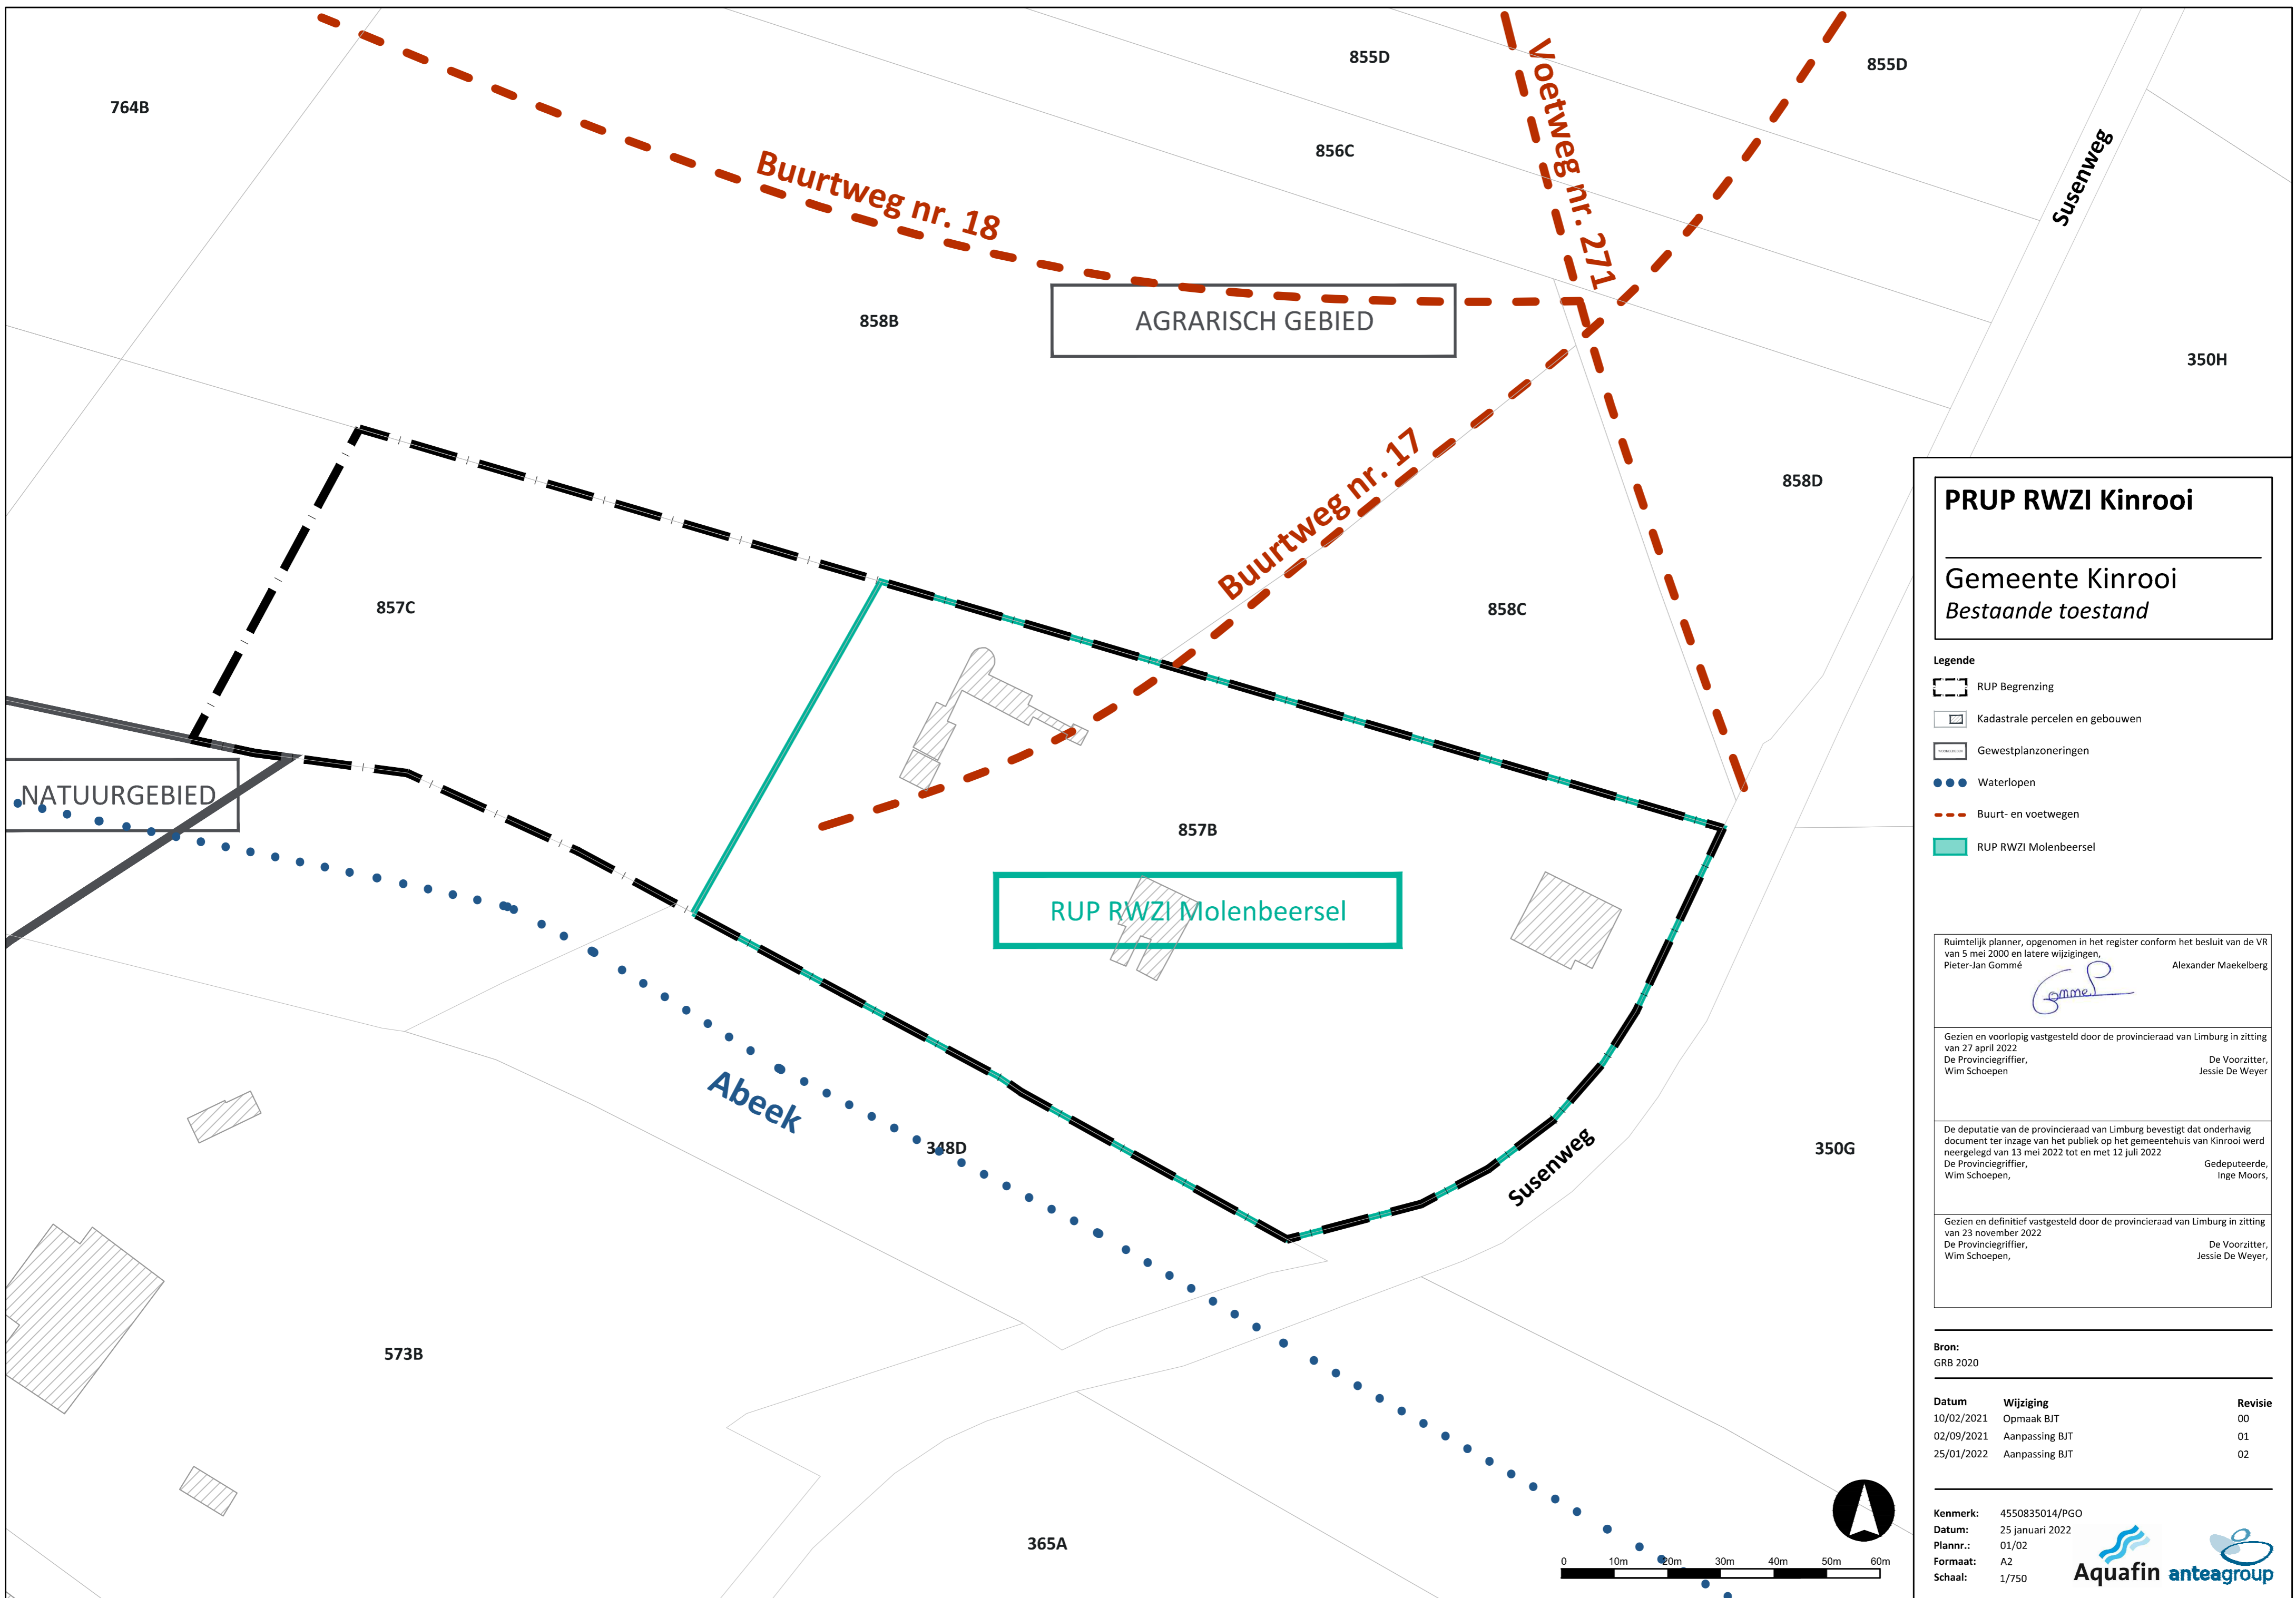 764B
855D
855D
856C
Buurtweg nr. 18
Voetweg nr. 271
Susenweg
858B
AGRARISCH GEBIED
350H
858D
Buurtweg nr. 17
857C
858C
NATUURGEBIED
857B
RUP RWZI Molenbeersel
Abeek
348D
Susenweg
350G
573B
365A
0 10m 20m 30m 40m 50m 60m
PRUP RWZI Kinrooi
Gemeente Kinrooi
Bestaande toestand
Legende
RUP Begrenzing
Kadastrale percelen en gebouwen
Gewestplanzoneringen
Waterlopen
Buurt- en voetwegen
RUP RWZI Molenbeersel
Ruimtelijk planner, opgenomen in het register conform het besluit van de VR
van 5 mei 2000 en latere wijzigingen,
Pieter-Jan Gommé Alexander Maekelberg
Gezien en voorlopig vastgesteld door de provincieraad van Limburg in zitting
van 27 april 2022
De Provinciegriffier, De Voorzitter,
Wim Schoepen Jessie De Weyer
De deputatie van de provincieraad van Limburg bevestigt dat onderhavig
document ter inzage van het publiek op het gemeentehuis van Kinrooi werd
neergelegd van 13 mei 2022 tot en met 12 juli 2022
De Provinciegriffier, Gedeputeerde,
Wim Schoepen, Inge Moors,
Gezien en definitief vastgesteld door de provincieraad van Limburg in zitting
van 23 november 2022
De Provinciegriffier, De Voorzitter,
Wim Schoepen, Jessie De Weyer,
Bron:
GRB 2020
Datum Wijziging Revisie
10/02/2021 Opmaak BJT 00
02/09/2021 Aanpassing BJT 01
25/01/2022 Aanpassing BJT 02
Kenmerk: 4550835014/PGO
Datum: 25 januari 2022
Plannr.: 01/02
Formaat: A2
Schaal: 1/750
Aquafin anteagroup